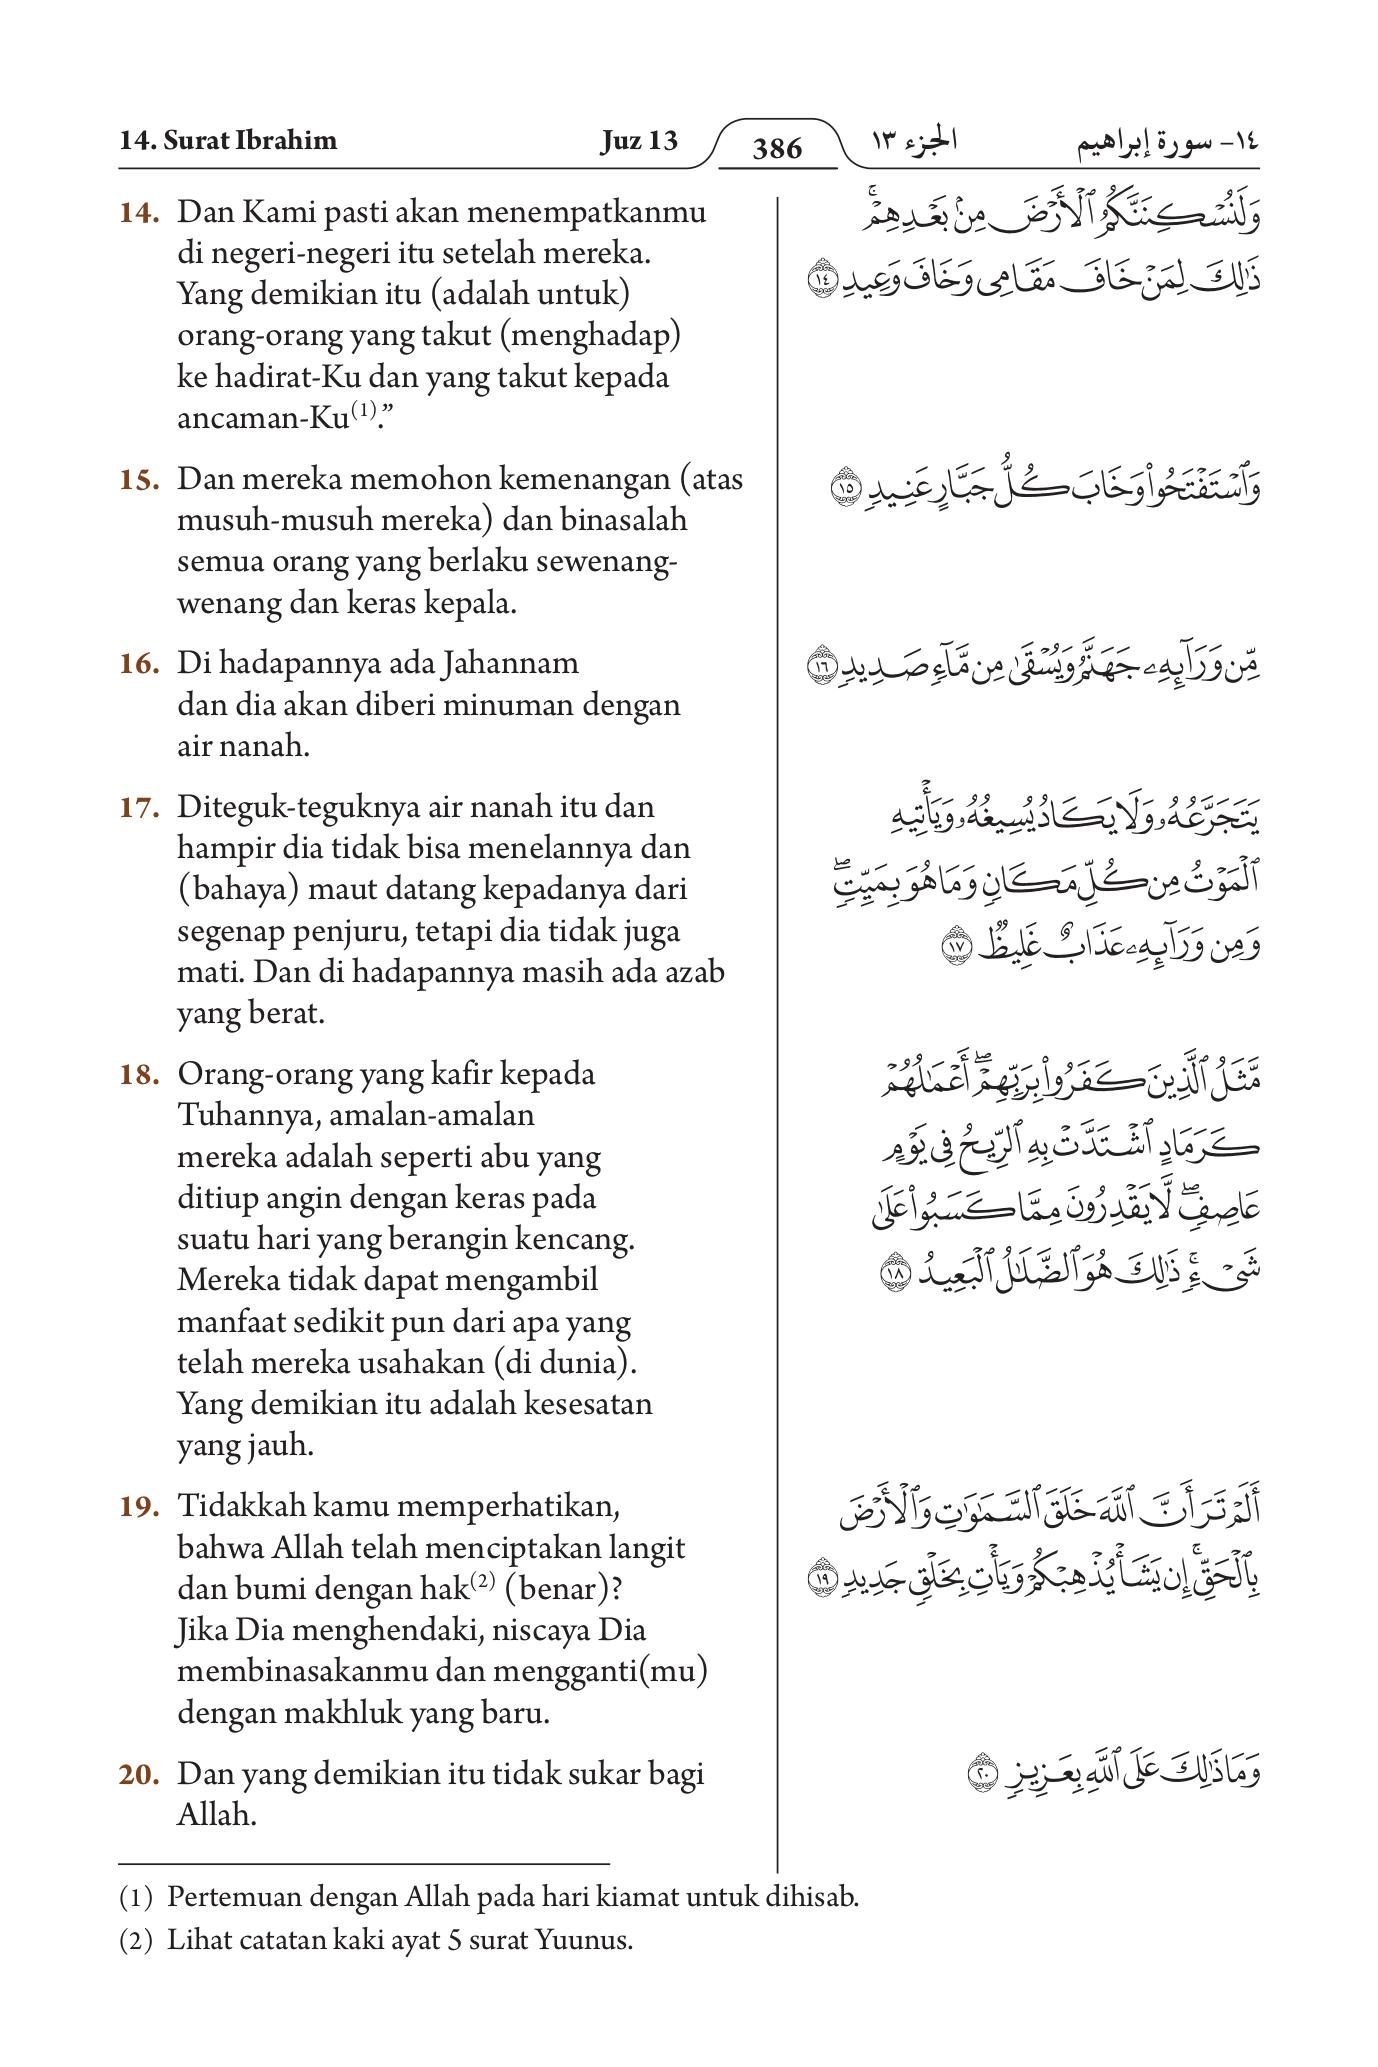 14. Surat Ibrahim
Juz 13
386
الجزء ١٣
١٤- سورة إبراهيم
14. Dan Kami pasti akan menempatkanmu
di negeri-negeri itu setelah mereka.
Yang demikian itu (adalah untuk)
orang-orang yang takut (menghadap)
ke hadirat-Ku dan yang takut kepada
ancaman-Ku(1).”
وَلَنُسۡكِنَنَّكُمُ ٱلۡأَرۡضَ مِنۢ بَعۡدِهِمۡۚ
ذَٰلِكَ لِمَنۡ خَافَ مَقَامِي وَخَافَ وَعِيدِ ١٤
15. Dan mereka memohon kemenangan (atas
musuh-musuh mereka) dan binasalah
semua orang yang berlaku sewenang-
wenang dan keras kepala.
وَٱسۡتَفۡتَحُواْ وَخَابَ كُلُّ جَبَّارٍ عَنِيدٖ ١٥
16. Di hadapannya ada Jahannam
dan dia akan diberi minuman dengan
air nanah.
مِّن وَرَآئِهِۦ جَهَنَّمُ وَيُسۡقَىٰ مِن مَّآءٖ صَدِيدٖ ١٦
17. Diteguk-teguknya air nanah itu dan
hampir dia tidak bisa menelannya dan
(bahaya) maut datang kepadanya dari
segenap penjuru, tetapi dia tidak juga
mati. Dan di hadapannya masih ada azab
yang berat.
يَتَجَرَّعُهُۥ وَلَا يَكَادُ يُسِيغُهُۥ وَيَأۡتِيهِ
ٱلۡمَوۡتُ مِن كُلِّ مَكَانٖ وَمَا هُوَ بِمَيِّتٖۖ
وَمِن وَرَآئِهِۦ عَذَابٌ غَلِيظٞ ١٧
18. Orang-orang yang kafir kepada
Tuhannya, amalan-amalan
mereka adalah seperti abu yang
ditiup angin dengan keras pada
suatu hari yang berangin kencang.
Mereka tidak dapat mengambil
manfaat sedikit pun dari apa yang
telah mereka usahakan (di dunia).
Yang demikian itu adalah kesesatan
yang jauh.
مَّثَلُ ٱلَّذِينَ كَفَرُواْ بِرَبِّهِمۡۖ أَعۡمَٰلُهُمۡ
كَرَمَادٍ ٱشۡتَدَّتۡ بِهِ ٱلرِّيحُ فِي يَوۡمٍ
عَاصِفٖۖ لَّا يَقۡدِرُونَ مِمَّا كَسَبُواْ عَلَىٰ
شَيۡءٖۚ ذَٰلِكَ هُوَ ٱلضَّلَٰلُ ٱلۡبَعِيدُ ١٨
19. Tidakkah kamu memperhatikan,
bahwa Allah telah menciptakan langit
dan bumi dengan hak(2) (benar)?
Jika Dia menghendaki, niscaya Dia
membinasakanmu dan mengganti(mu)
dengan makhluk yang baru.
أَلَمۡ تَرَ أَنَّ ٱللَّهَ خَلَقَ ٱلسَّمَٰوَٰتِ وَٱلۡأَرۡضَ
بِٱلۡحَقِّۚ إِن يَشَأۡ يُذۡهِبۡكُمۡ وَيَأۡتِ بِخَلۡقٖ جَدِيدٖ ١٩
20. Dan yang demikian itu tidak sukar bagi
Allah.
وَمَا ذَٰلِكَ عَلَى ٱللَّهِ بِعَزِيزٖ ٢٠
(1) Pertemuan dengan Allah pada hari kiamat untuk dihisab.
(2) Lihat catatan kaki ayat 5 surat Yuunus.